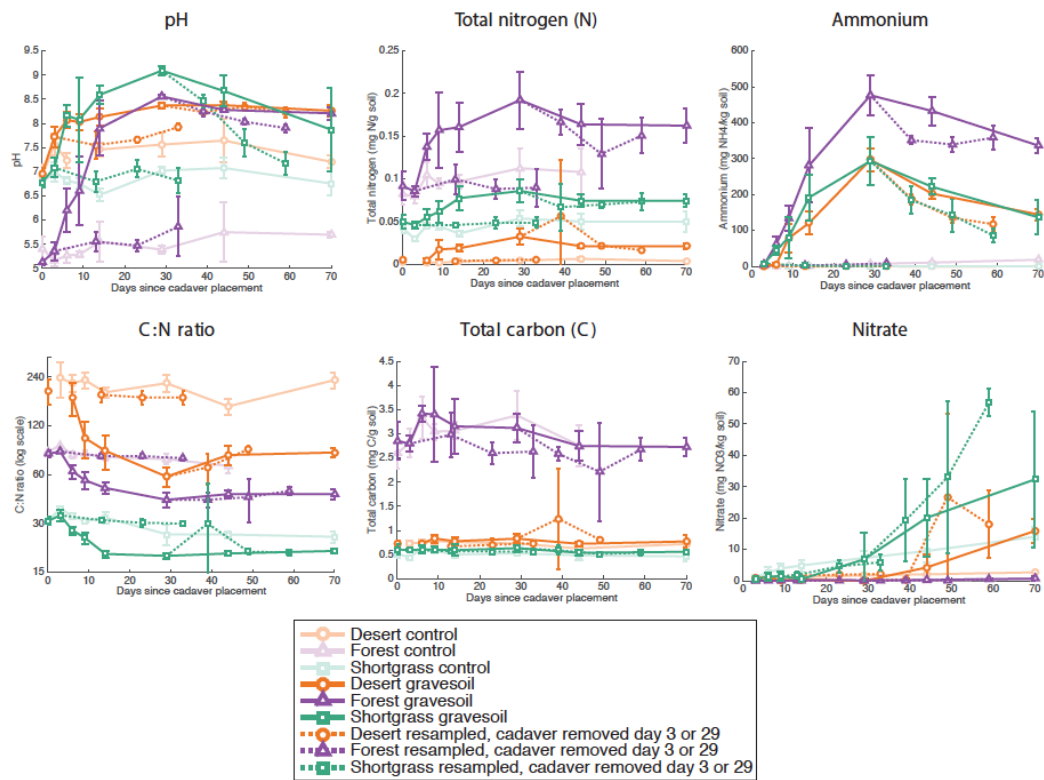 pH
Total nitrogen (N)
Ammonium
9.5
9
8.5
8
7.5
7
6.5
6
5.5
5
pH
0 10 20 30 40 50 60 70
Days since cadaver placement
0.25
0.2
0.15
0.1
0.05
0.00
Total nitrogen (mg N/g soil)
0 10 20 30 40 50 60 70
Days since cadaver placement
600
500
400
300
200
100
0
Ammonium (mg NH4/kg soil)
0 10 20 30 40 50 60 70
Days since cadaver placement
C:N ratio
Total carbon (C)
Nitrate
240
120
60
30
15
C:N ratio (log scale)
0 10 20 30 40 50 60 70
Days since cadaver placement
4.5
4
3.5
3
2.5
2
1.5
1
0.5
0
Total carbon (mg C/g soil)
0 10 20 30 40 50 60 70
Days since cadaver placement
70
60
50
40
30
20
10
0
Nitrate (mg NO3/kg soil)
0 10 20 30 40 50 60 70
Days since cadaver placement
Desert control
Forest control
Shortgrass control
Desert gravesoil
Forest gravesoil
Shortgrass gravesoil
Desert resampled, cadaver removed day 3 or 29
Forest resampled, cadaver removed day 3 or 29
Shortgrass resampled, cadaver removed day 3 or 29